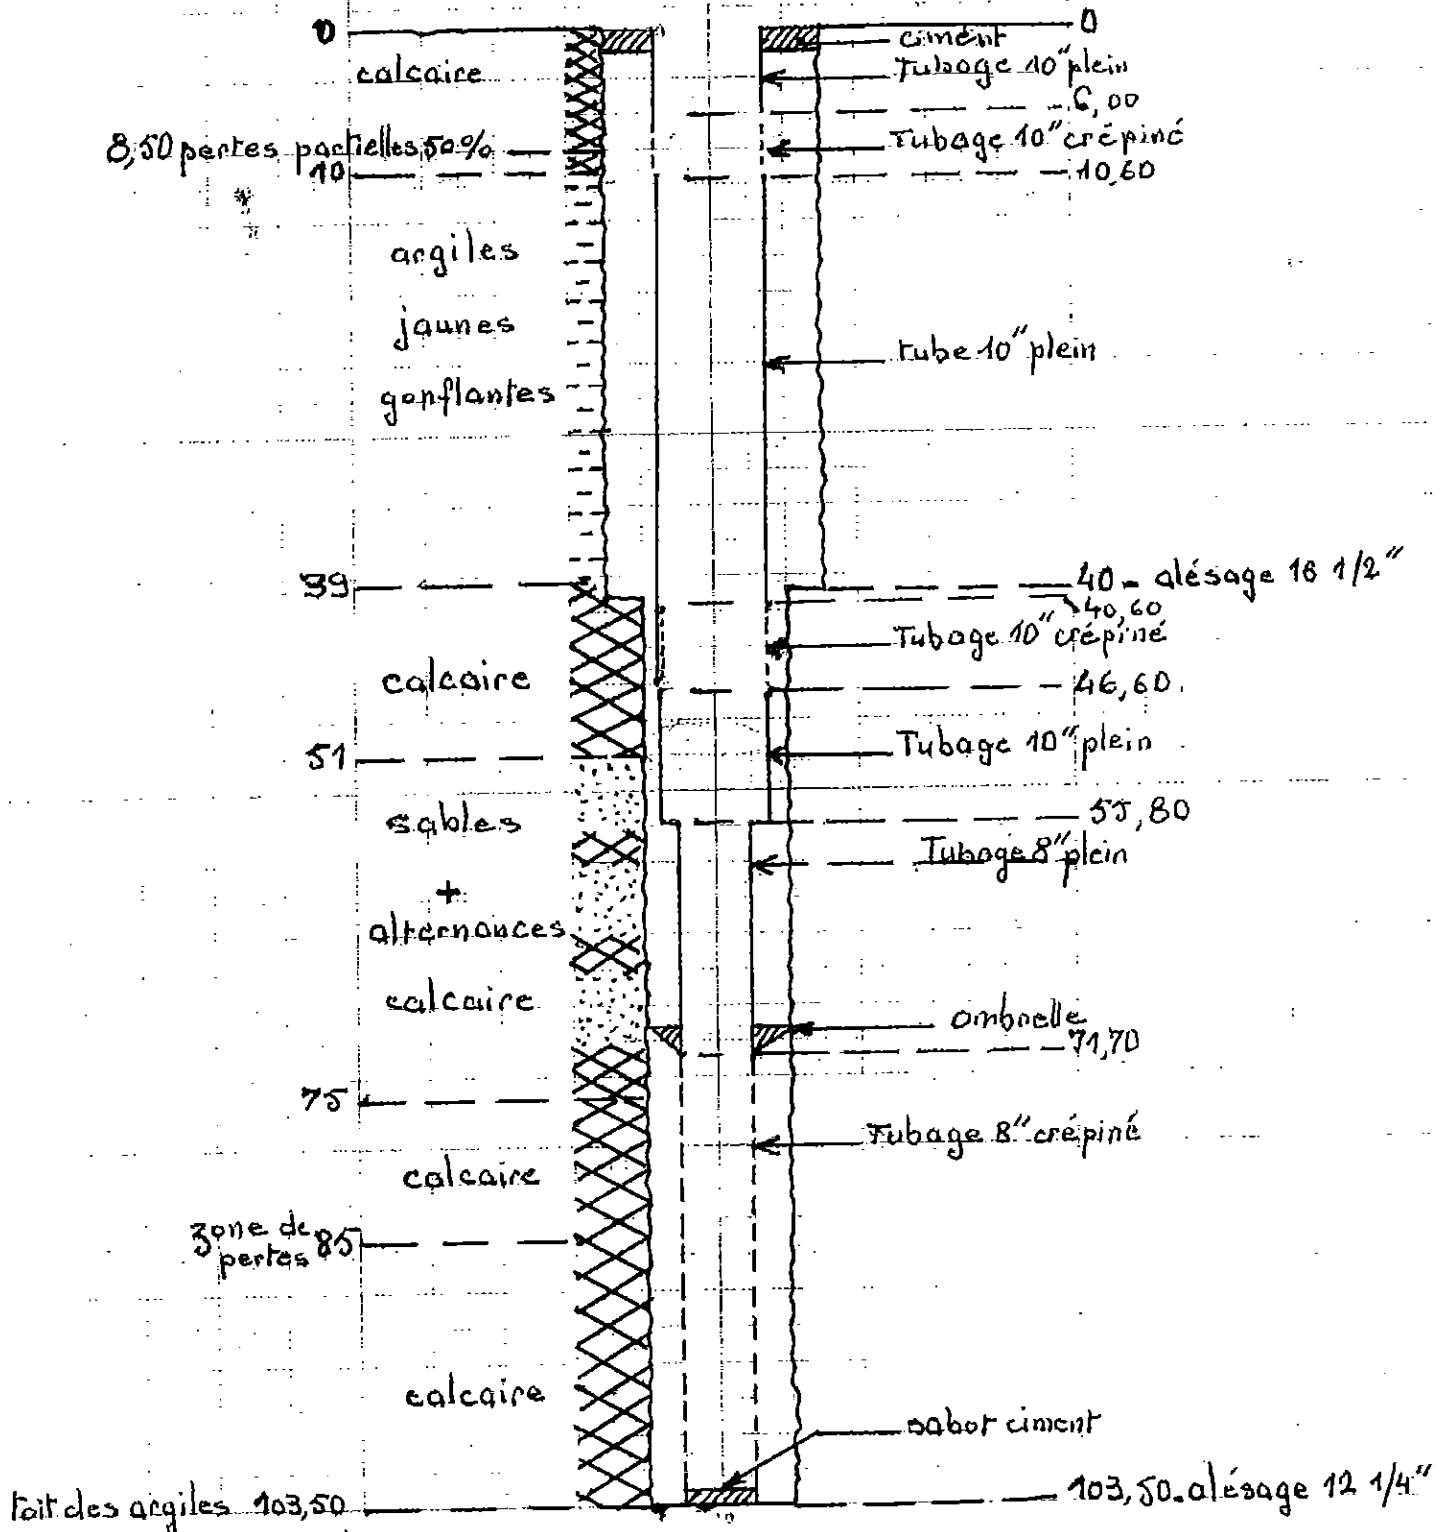 0
0
ciment
calcaire
Tubage 10" plein
6,00
8,50 pertes partielles 50%
Tubage 10" crépiné
10
10,60
argiles
jaunes
tube 10" plein
gonflantes
39
40 - alésage 16 1/2"
40,60
Tubage 10" crépiné
calcaire
46,60
51
Tubage 10" plein
sables
55,80
Tubage 8" plein
+
alternances
calcaire
ombrelle
71,70
75
Tubage 8" crépiné
calcaire
zone de
pertes 85
calcaire
sabot ciment
toit des argiles 103,50
103,50 - alésage 12 1/4"